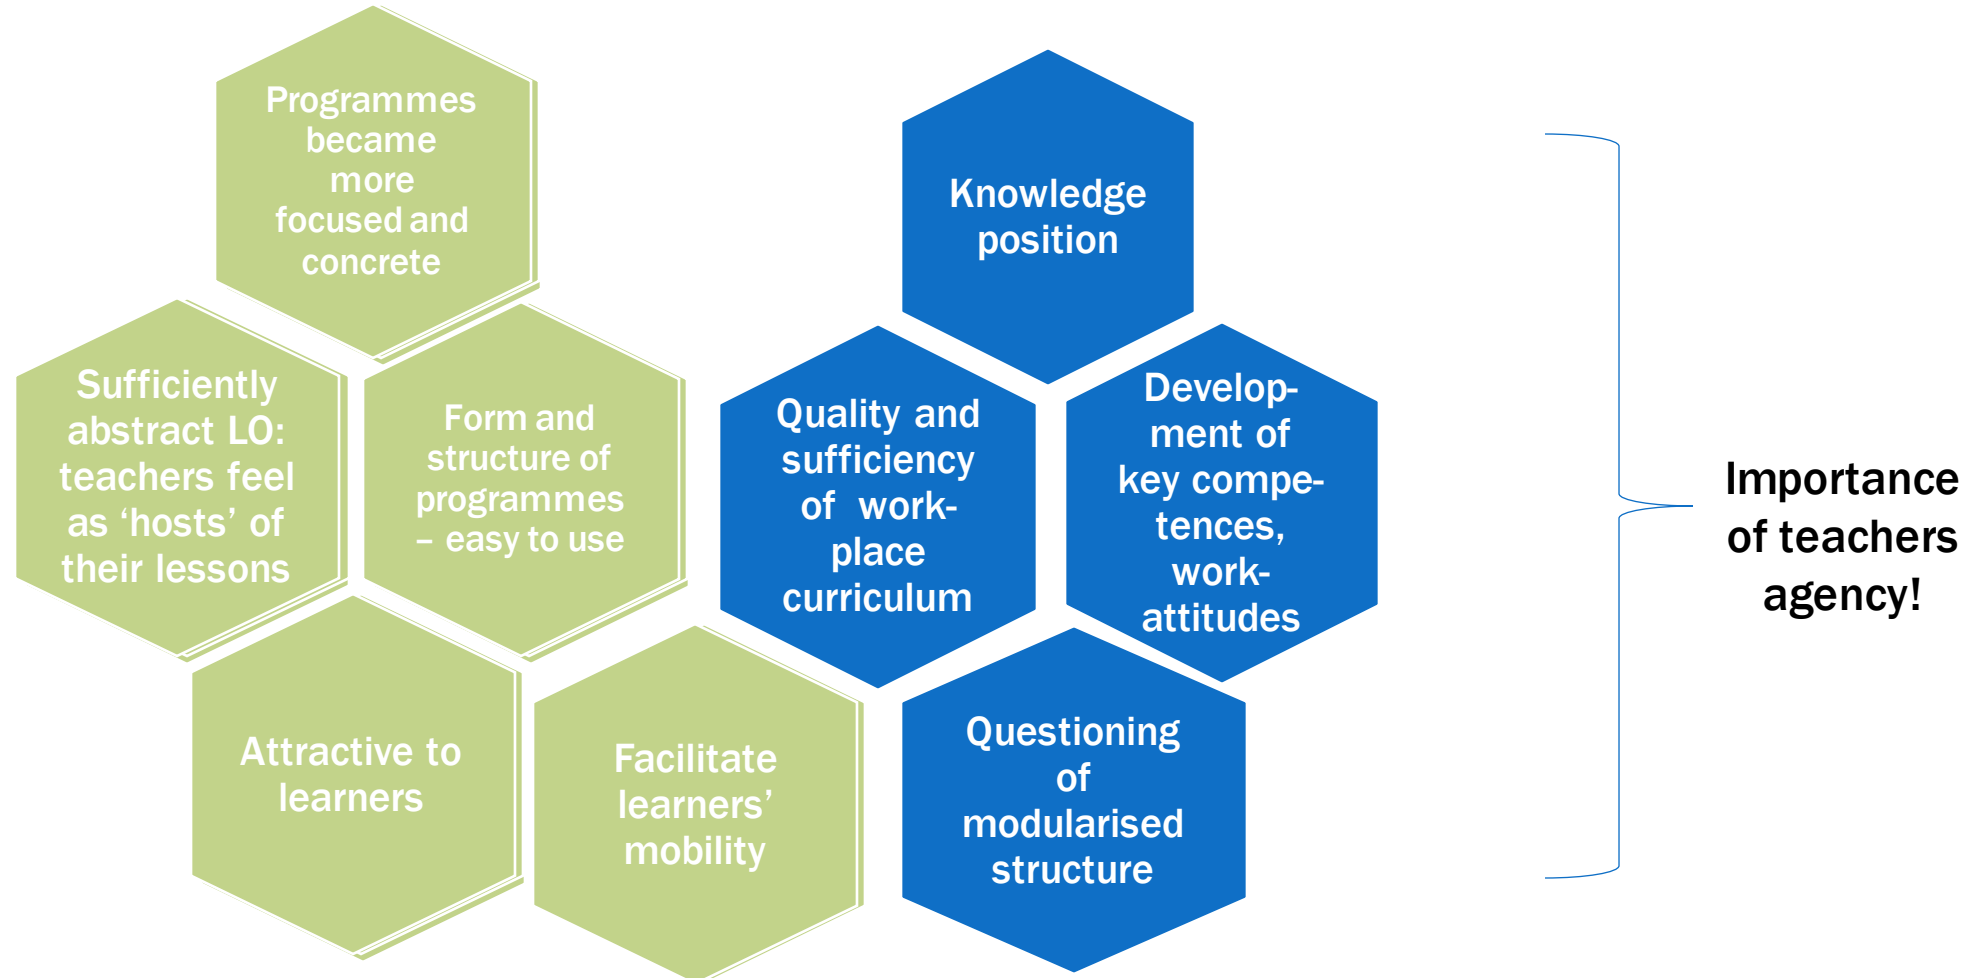 Programmes
became
more
focused and
concrete
Sufficiently
abstract LO:
teachers feel
as ‘hosts’ of
their lessons
Form and
structure of
programmes
– easy to use
Attractive to
learners
Facilitate
learners’
mobility
Knowledge
position
Quality and
sufficiency
of work-
place
curriculum
Develop-
ment of
key compe-
tences,
work-
attitudes
Questioning
of
modularised
structure
Importance
of teachers
agency!